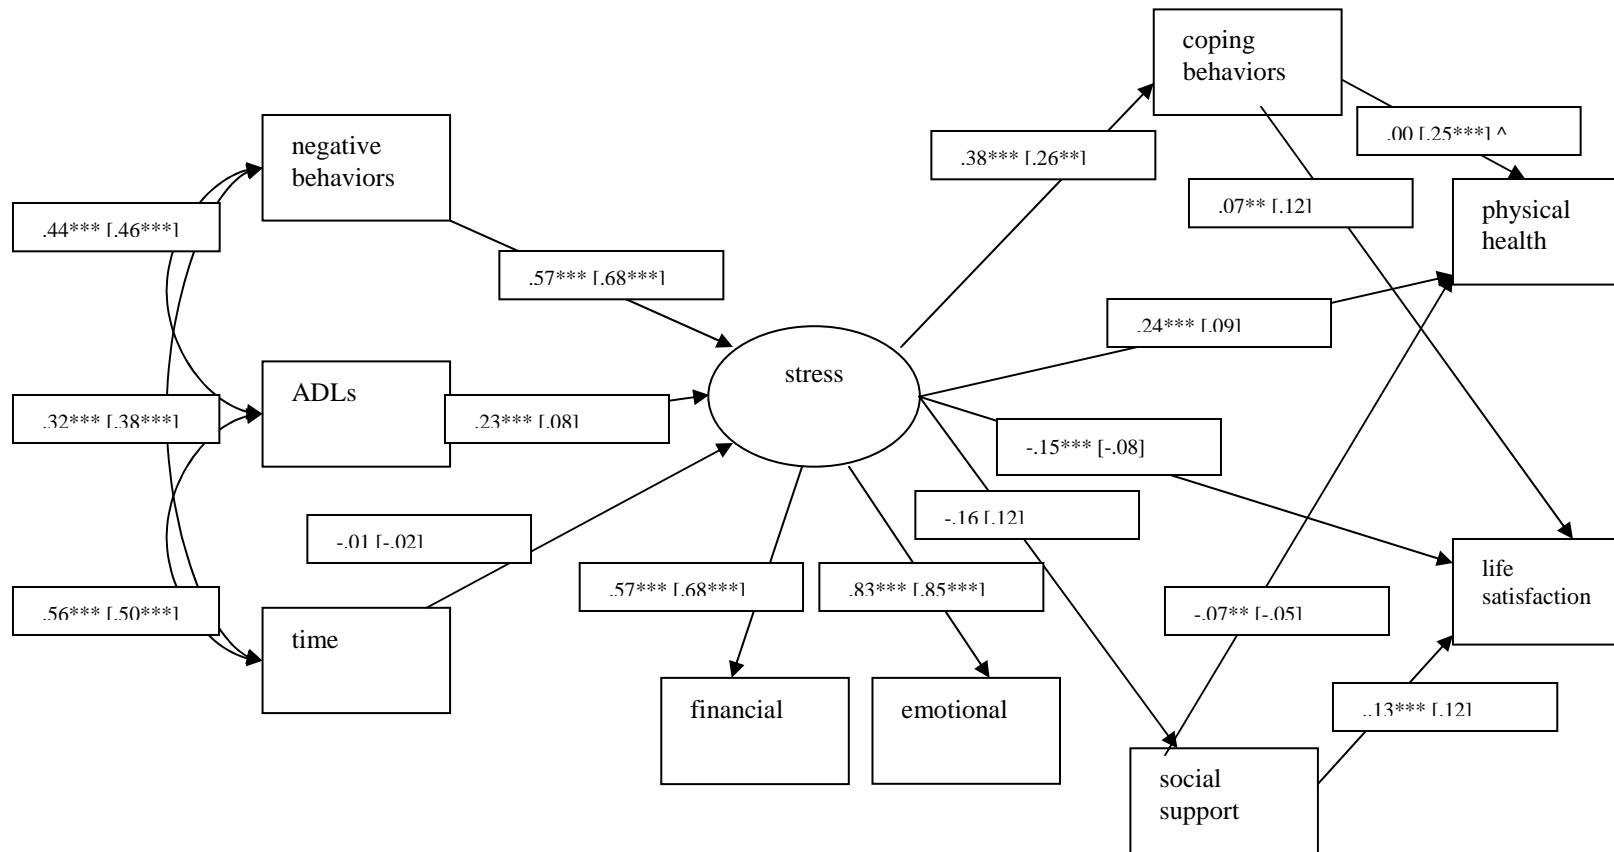 coping
behaviors
negative
behaviors
.00 [.25***] ^
.38*** [.26**]
.07** [.12]
physical
health
.44*** [.46***]
.57*** [.68***]
.24*** [.09]
stress
ADLs
.32*** [.38***]
.23*** [.08]
-.15*** [-.08]
-.16 [.12]
-.01 [-.02]
life
satisfaction
.57*** [.68***]
.83*** [.85***]
-.07** [-.05]
.56*** [.50***]
time
financial
emotional
..13*** [.12]
social
support